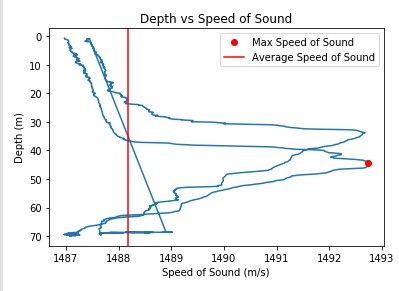 Depth vs Speed of Sound
Max Speed of Sound
Average Speed of Sound
Depth (m)
0
10
20
30
40
50
60
70
1487 1488 1489 1490 1491 1492 1493
Speed of Sound (m/s)